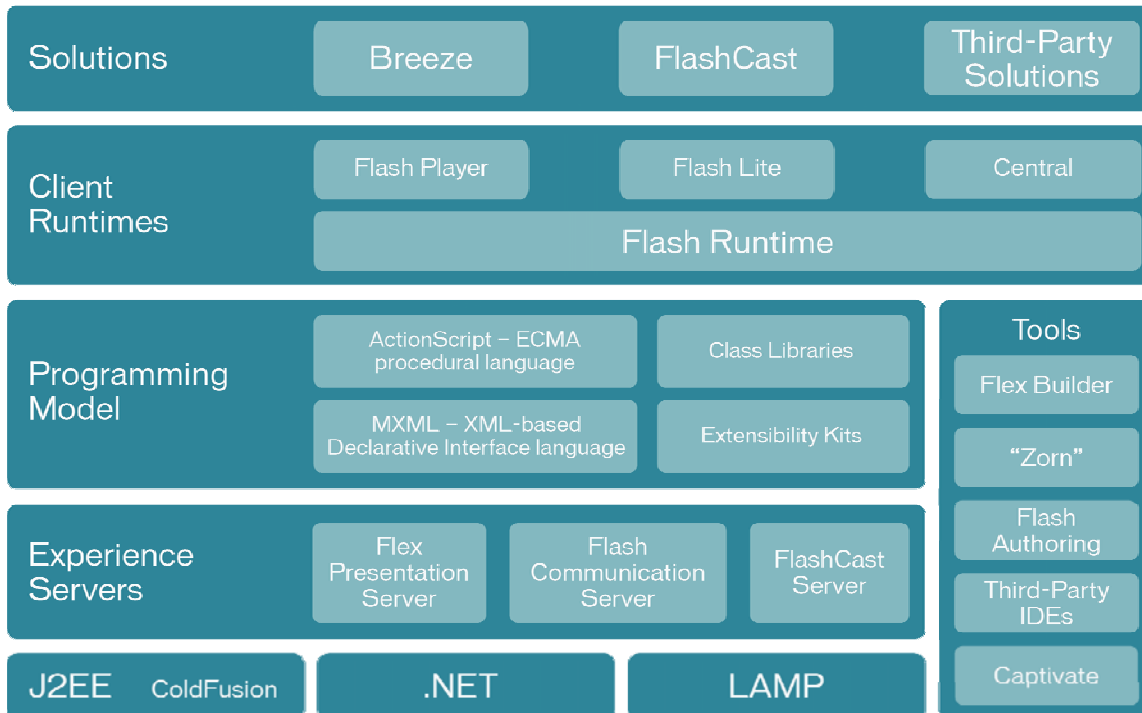 Solutions
Breeze
FlashCast
Third-Party
Solutions
Client
Runtimes
Flash Player
Flash Lite
Central
Flash Runtime
Programming
Model
ActionScript – ECMA
procedural language
Class Libraries
MXML – XML-based
Declarative Interface language
Extensibility Kits
Experience
Servers
Flex
Presentation
Server
Flash
Communication
Server
FlashCast
Server
J2EE
ColdFusion
.NET
LAMP
Tools
Flex Builder
“Zorn”
Flash
Authoring
Third-Party
IDEs
Captivate